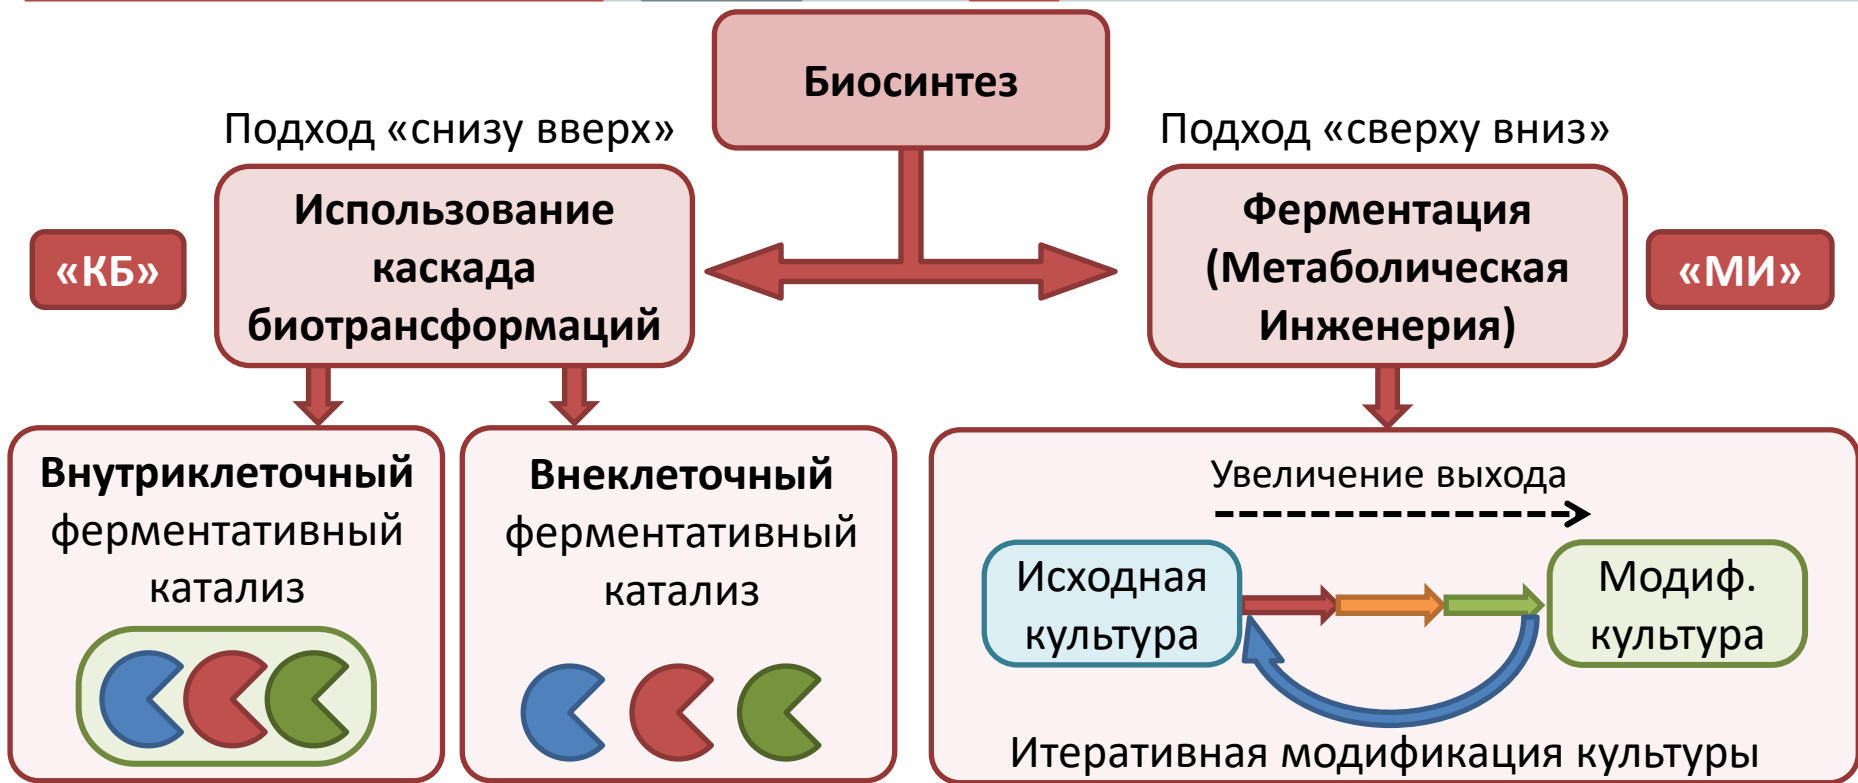 Биосинтез
Подход «снизу вверх»
Подход «сверху вниз»
«КБ»
Использование
каскада
биотрансформаций
Ферментация
(Метаболическая
Инженерия)
«МИ»
Внутриклеточный
ферментативный
катализ
Внеклеточный
ферментативный
катализ
Увеличение выхода
Исходная
культура
Модиф.
культура
Итеративная модификация культуры